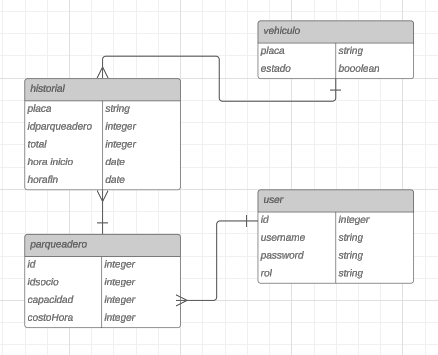 vehiculo
placa string
estado booolean
historial
placa string
idparqueadero integer
total integer
hora inicio date
horafin date
user
id integer
username string
password string
rol string
parqueadero
id integer
idsocio integer
capacidad integer
costoHora integer